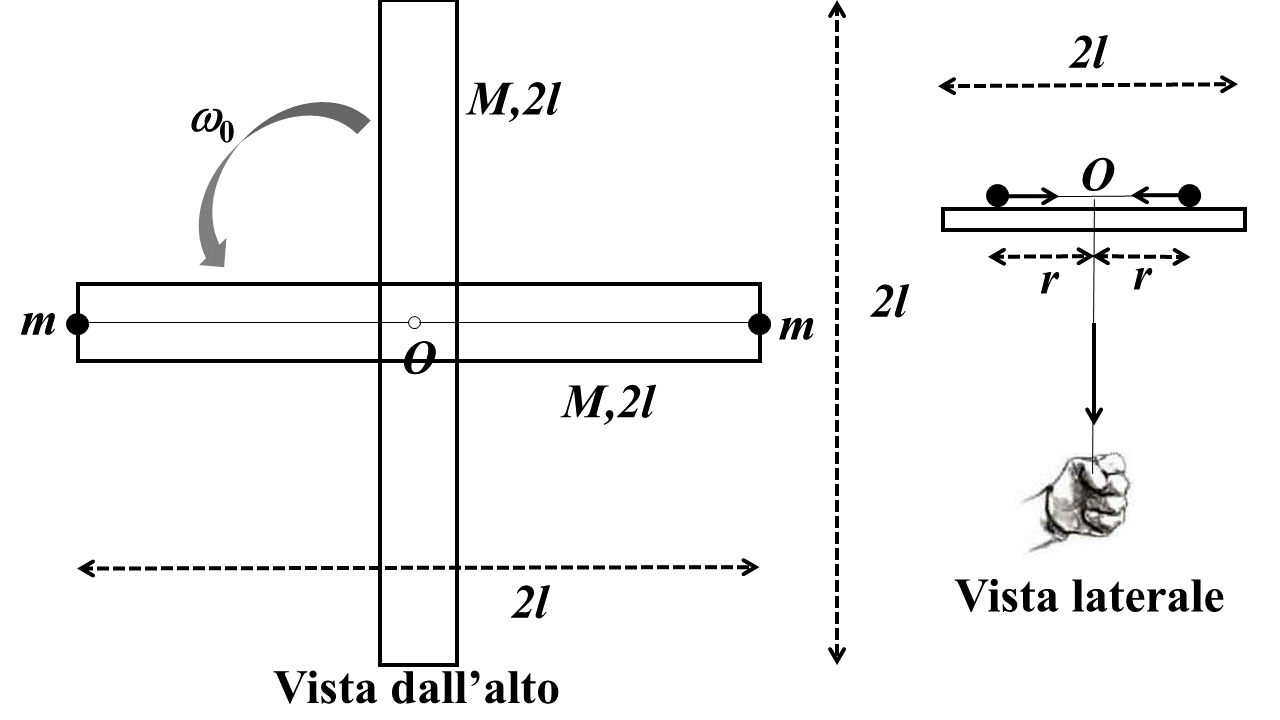 ω0
M,2l
m
O
m
M,2l
2l
Vista dall’alto
2l
2l
O
r
r
Vista laterale